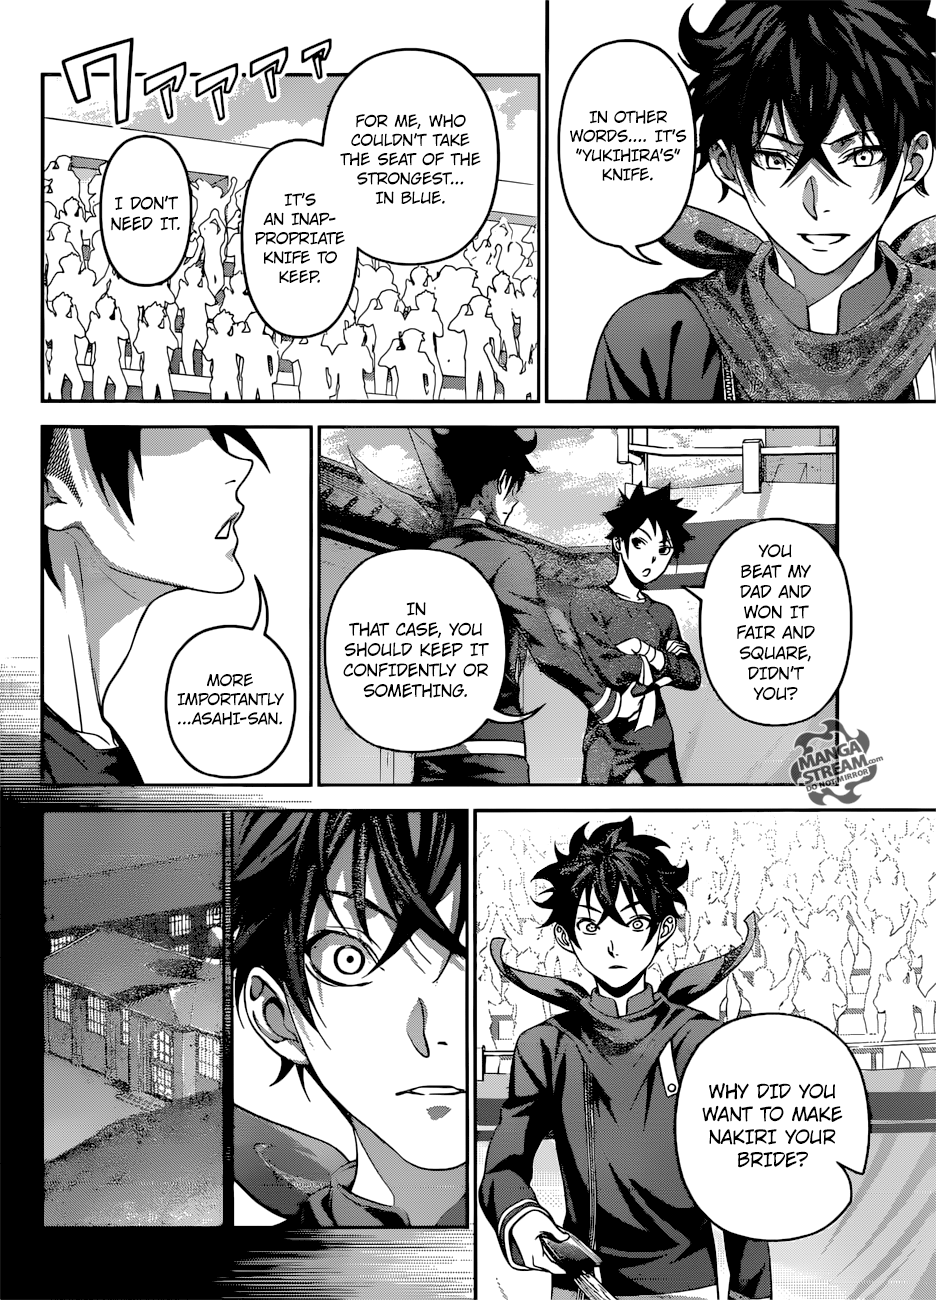 IN OTHER
WORDS.... IT'S
"YUKIHIRA'S"
KNIFE.
ワァァァァ
FOR ME, WHO
COULDN'T TAKE
THE SEAT OF THE
STRONGEST...
IN BLUE.
IT'S
AN INAP-
PROPRIATE
KNIFE TO
KEEP.
I DON'T
NEED IT.
YOU
BEAT MY
DAD AND
WON IT
FAIR AND
SQUARE,
DIDN'T
YOU?
IN
THAT CASE, YOU
SHOULD KEEP IT
CONFIDENTLY OR
SOMETHING.
MORE
IMPORTANTLY
...ASAHI-SAN.
MANGA
STREAM.com
DO NOT MIRROR
WHY DID YOU
WANT TO MAKE
NAKIRI YOUR
BRIDE?